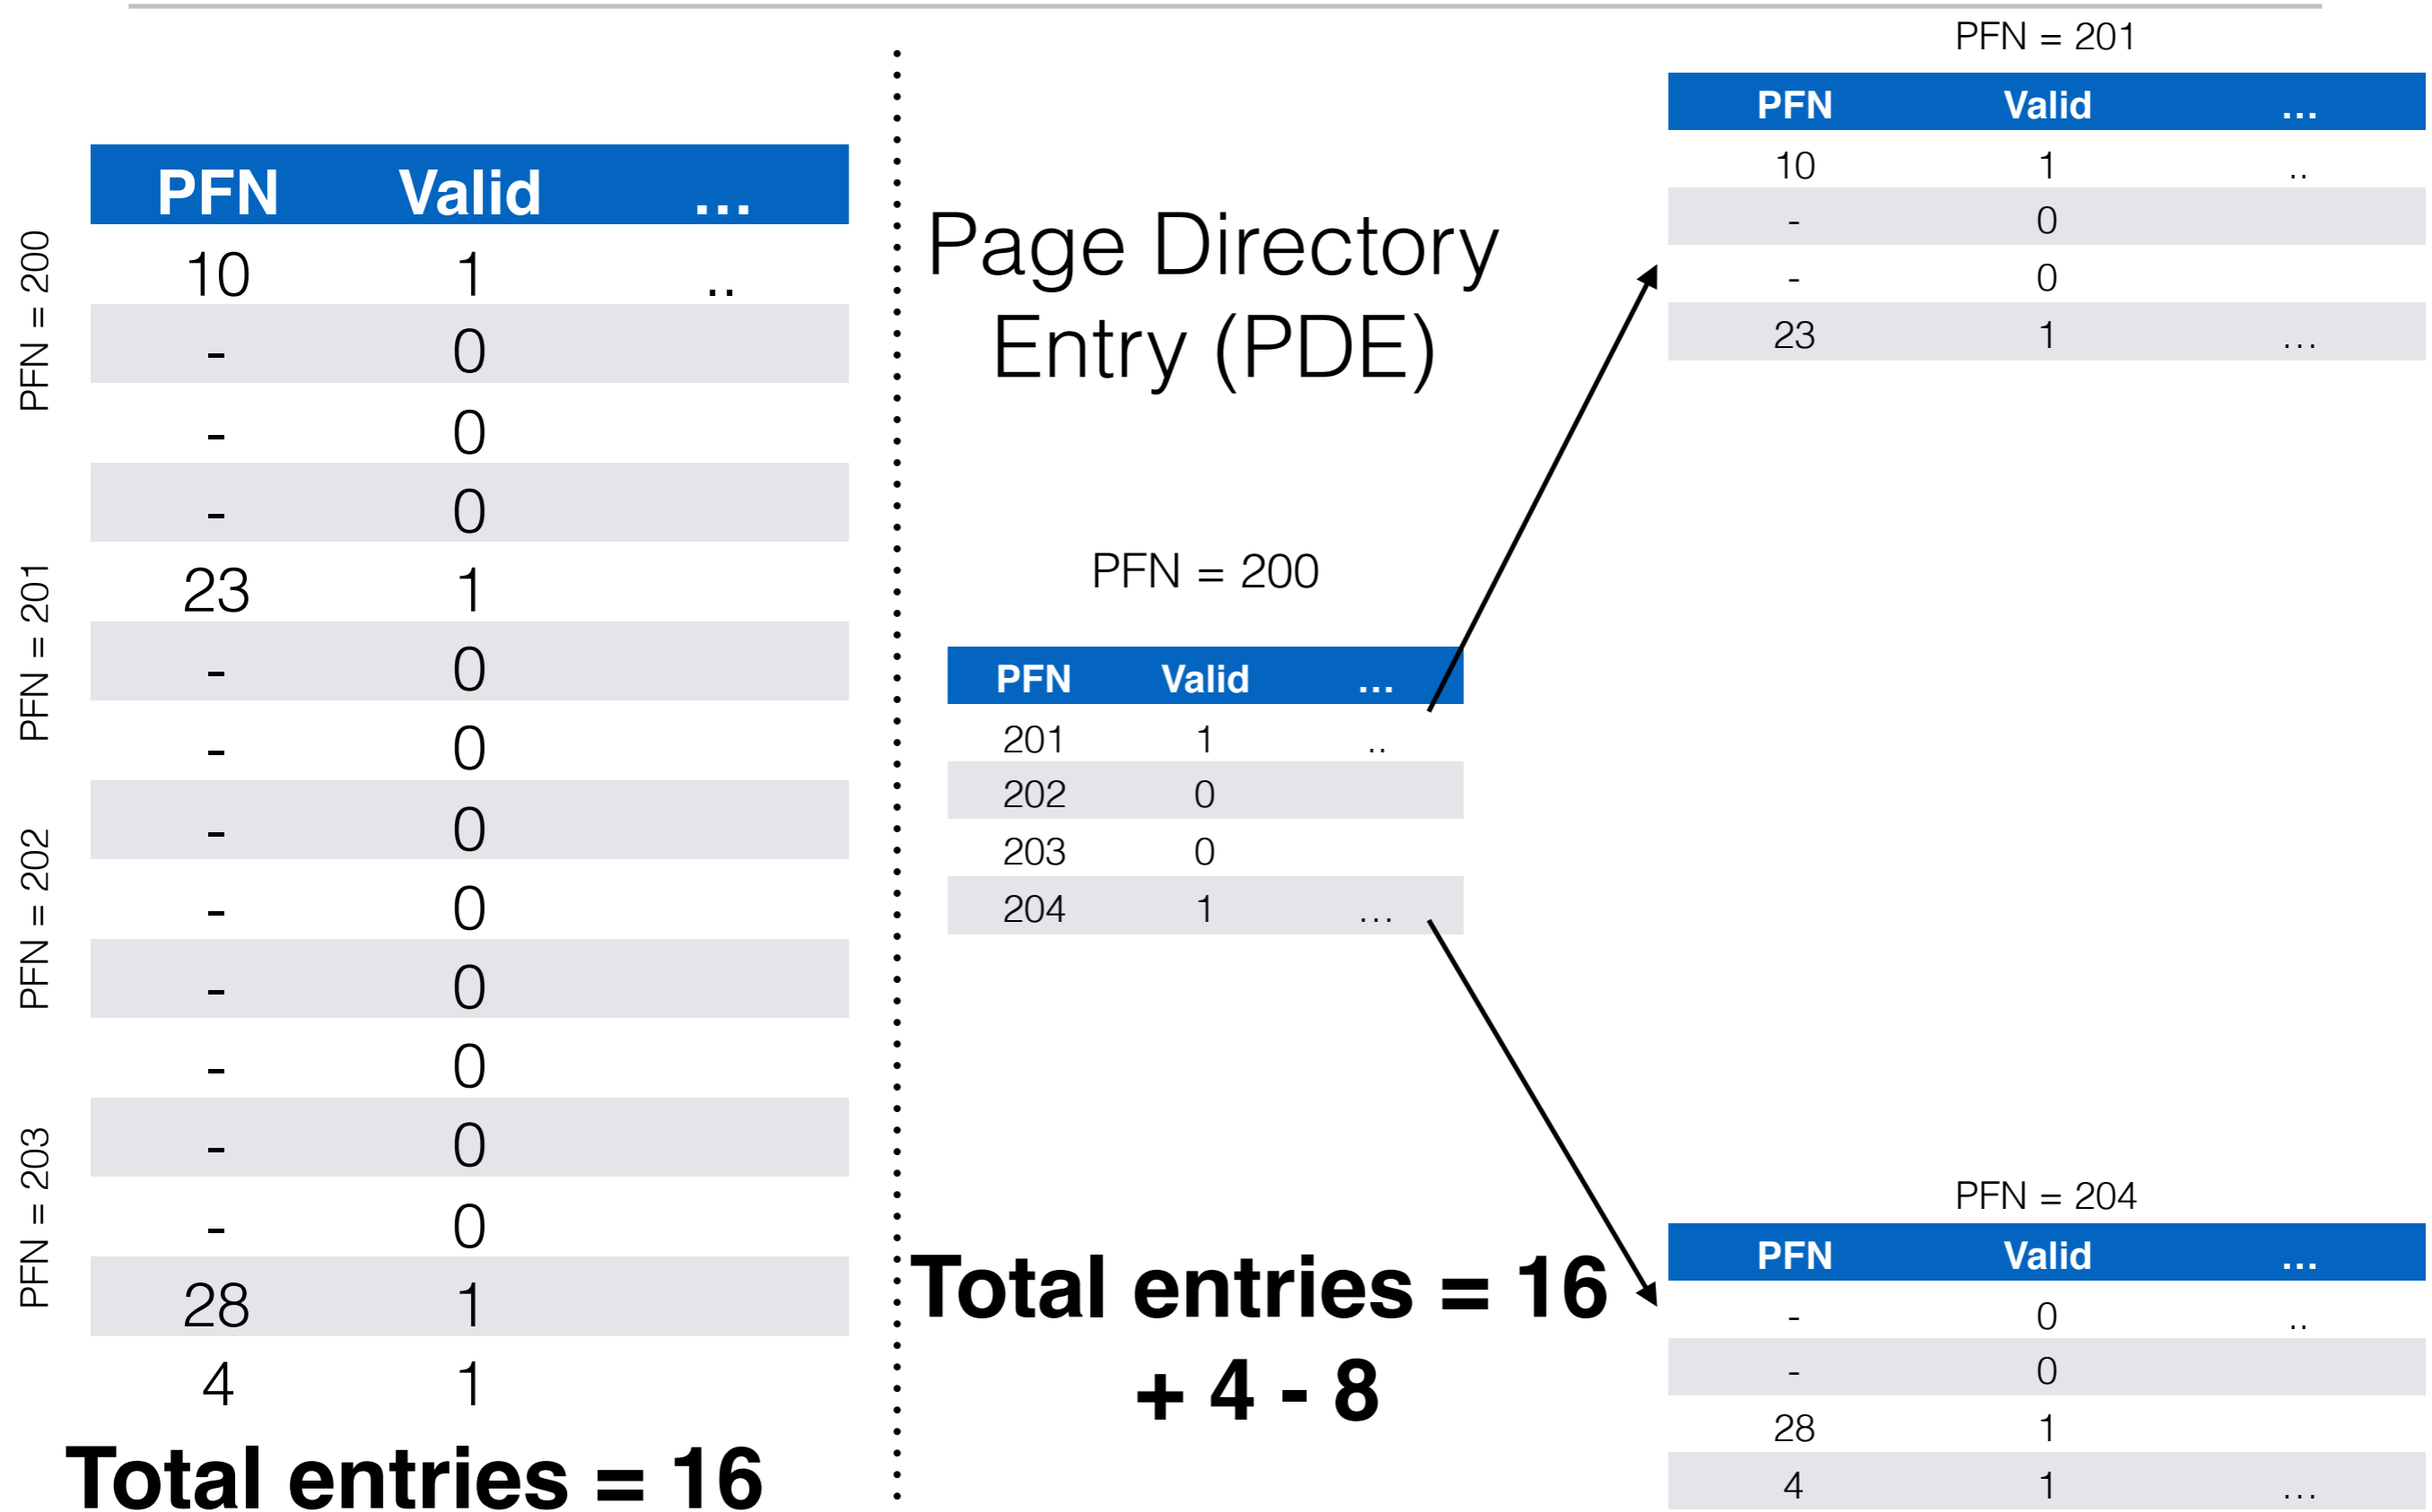 PFN Valid ...
PFN = 200
10 1 ..
- 0
- 0
- 0
PFN = 201
23 1
- 0
- 0
- 0
PFN = 202
- 0
- 0
- 0
- 0
PFN = 203
- 0
28 1
4 1
Total entries = 16
Page Directory
Entry (PDE)
PFN = 200
PFN Valid ...
201 1 ..
202 0
203 0
204 1 ...
Total entries = 16
+ 4 - 8
PFN = 201
PFN Valid ...
10 1 ..
- 0
- 0
23 1 ...
PFN = 204
PFN Valid ...
- 0 ..
- 0
28 1
4 1 ...